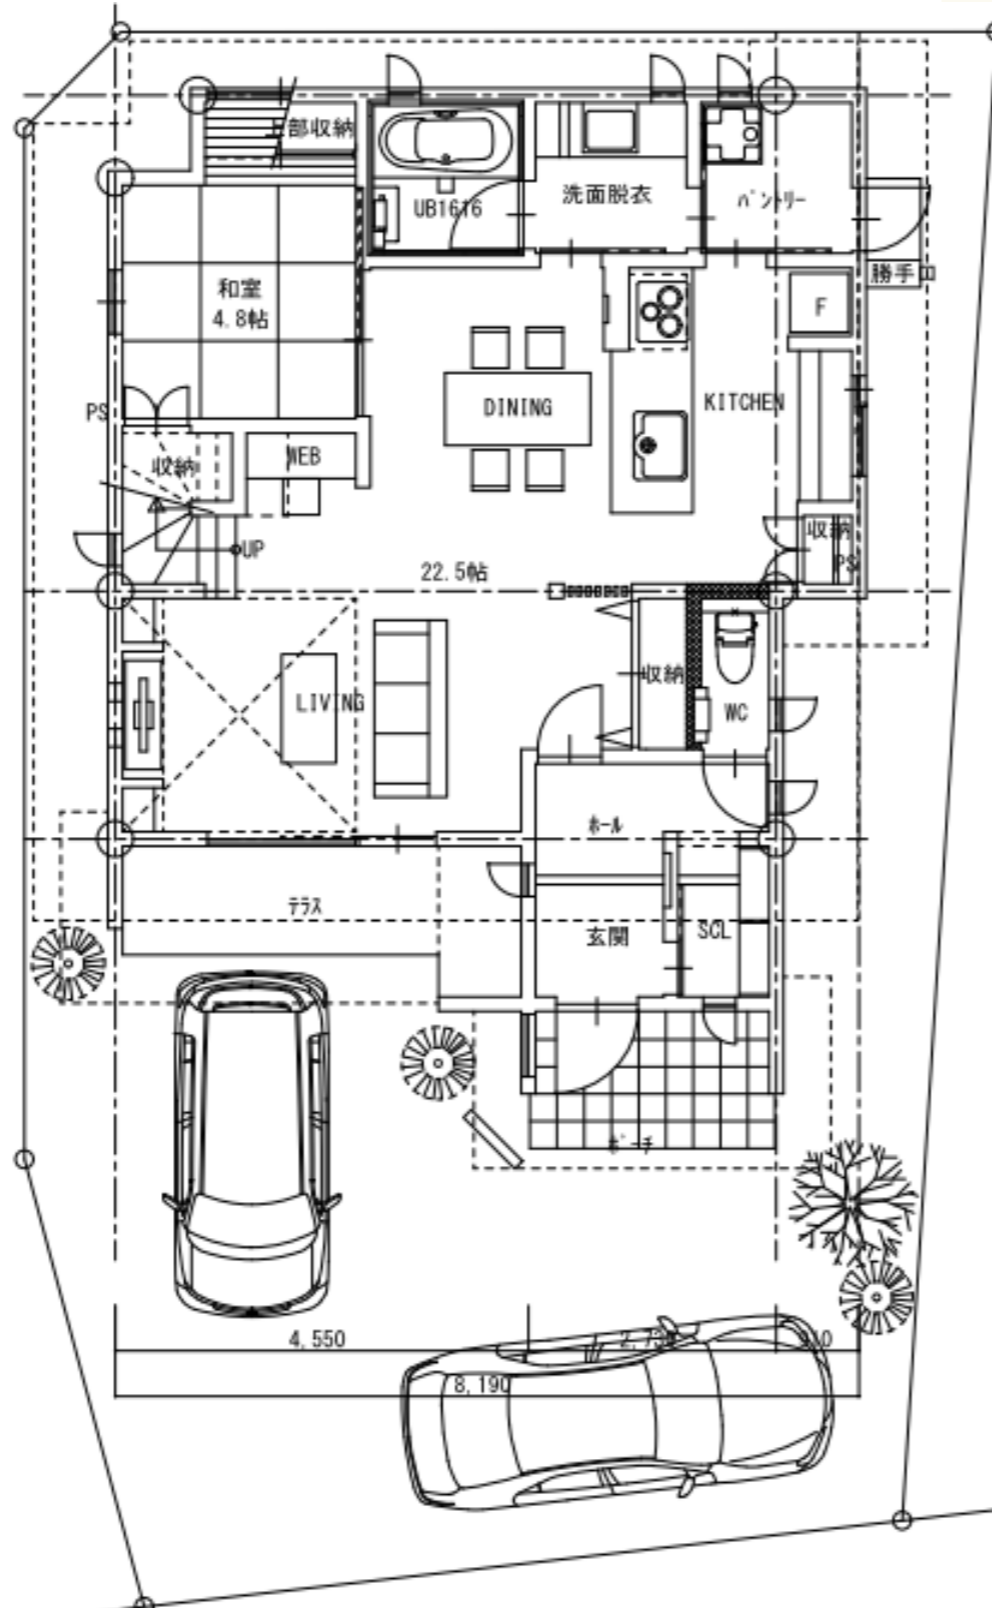 部収納
UB1616
洗面脱衣
パントリー
勝手口
和室
4.8帖
F
DINING
KITCHEN
PS
収納
WEB
UP
収納
PS
22.5帖
LIVING
収納
WC
ホール
テラス
玄関
SCL
ポーチ
4,550
8,190